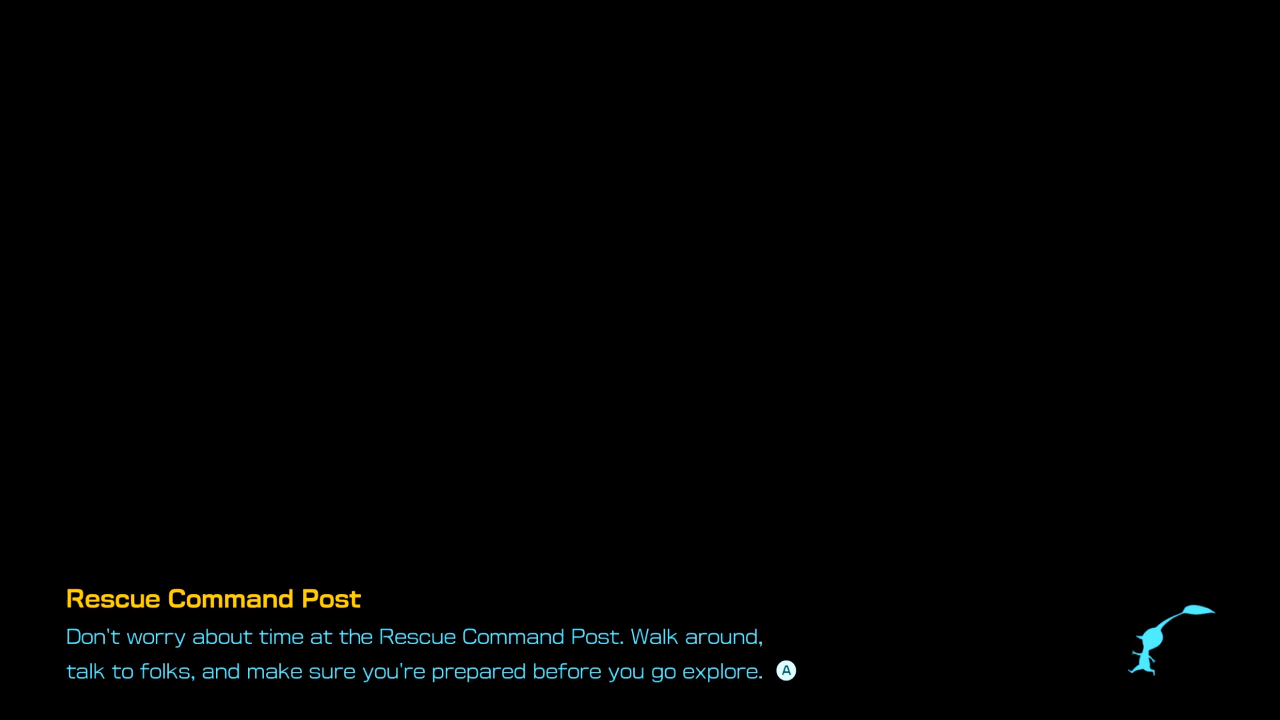 Rescue Command Post
Don't worry about time at the Rescue Command Post. Walk around,
talk to folks, and make sure you're prepared before you go explore. A